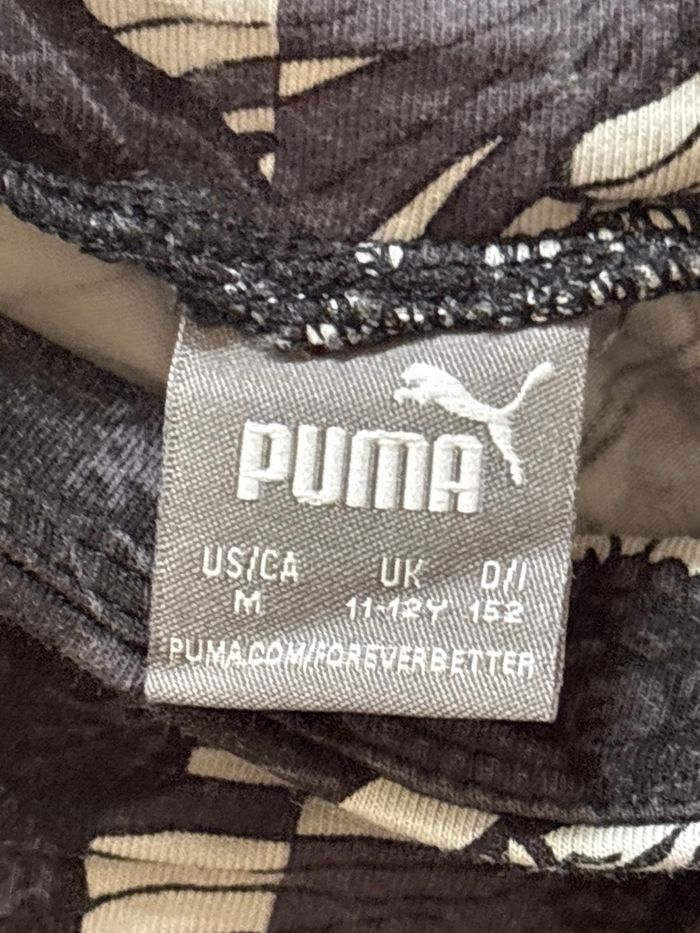 PUMA
US/CA UK D/I
M 11-12Y 152
PUMA.COM/FOREVERBETTER